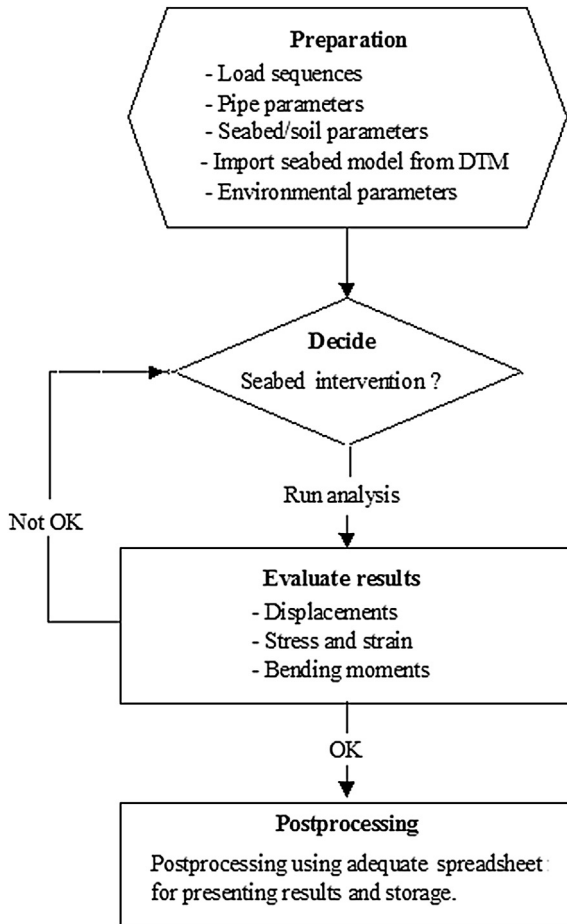 Preparation
- Load sequences
- Pipe parameters
- Seabed/soil parameters
- Import seabed model from DTM
- Environmental parameters
Decide
Seabed intervention ?
Run analysis
Not OK
Evaluate results
- Displacements
- Stress and strain
- Bending moments
OK
Postprocessing
Postprocessing using adequate spreadsheet
for presenting results and storage.